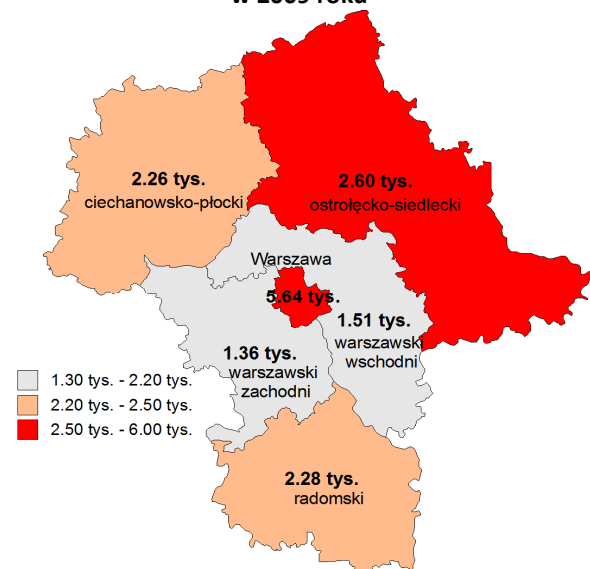 w 2009 roku
2.26 tys.
ciechanowsko-płocki
2.60 tys.
ostrołęcko-siedlecki
Warszawa
5.64 tys.
1.51 tys.
warszawski
wschodni
1.36 tys.
warszawski
zachodni
1.30 tys. - 2.20 tys.
2.20 tys. - 2.50 tys.
2.50 tys. - 6.00 tys.
2.28 tys.
radomski